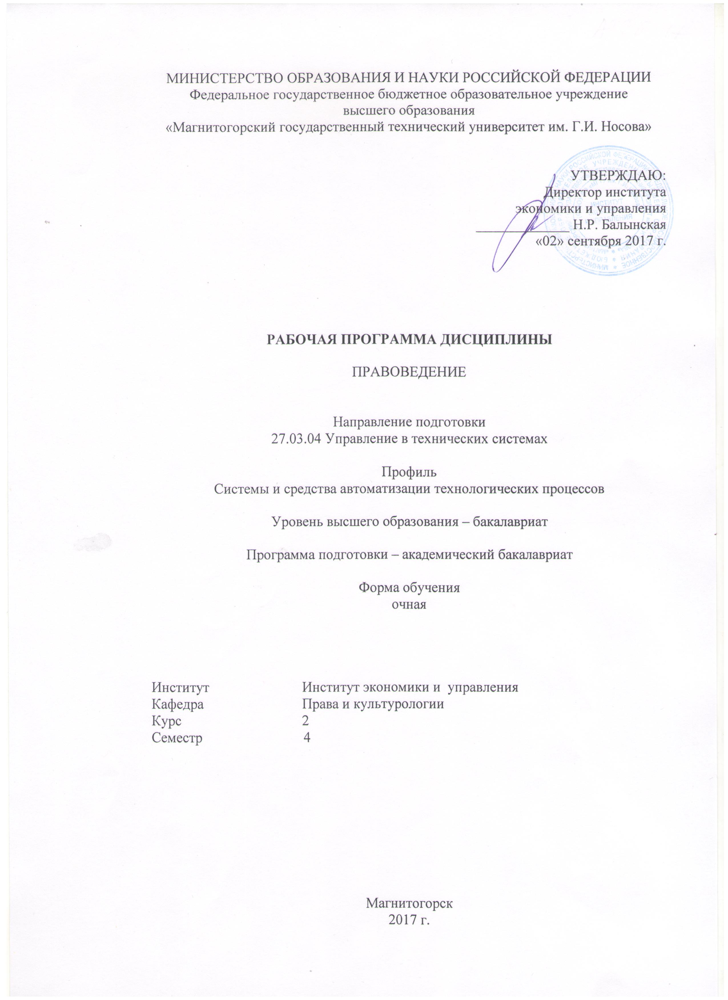 МИНИСТЕРСТВО ОБРАЗОВАНИЯ И НАУКИ РОССИЙСКОЙ ФЕДЕРАЦИИ
Федеральное государственное бюджетное образовательное учреждение
высшего образования
«Магнитогорский государственный технический университет им. Г.И. Носова»
УТВЕРЖДАЮ:
Директор института
экономики и управления
_______________ Н.Р. Балынская
«02» сентября 2017 г.
РАБОЧАЯ ПРОГРАММА ДИСЦИПЛИНЫ
ПРАВОВЕДЕНИЕ
Направление подготовки
27.03.04 Управление в технических системах
Профиль
Системы и средства автоматизации технологических процессов
Уровень высшего образования – бакалавриат
Программа подготовки – академический бакалавриат
Форма обучения
очная
Институт Институт экономики и управления
Кафедра Права и культурологии
Курс 2
Семестр 4
Магнитогорск
2017 г.